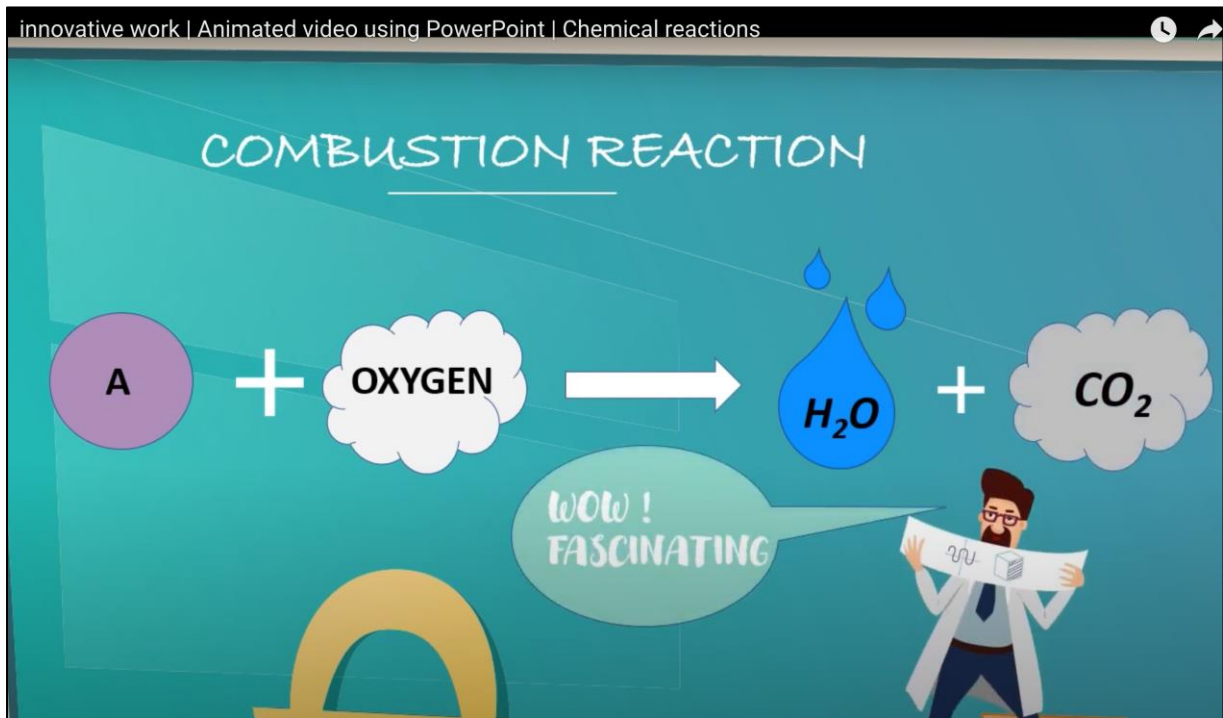 innovative work | Animated video using PowerPoint | Chemical reactions
COMBUSTION REACTION
A + OXYGEN → H₂O + CO₂
WOW !
FASCINATING